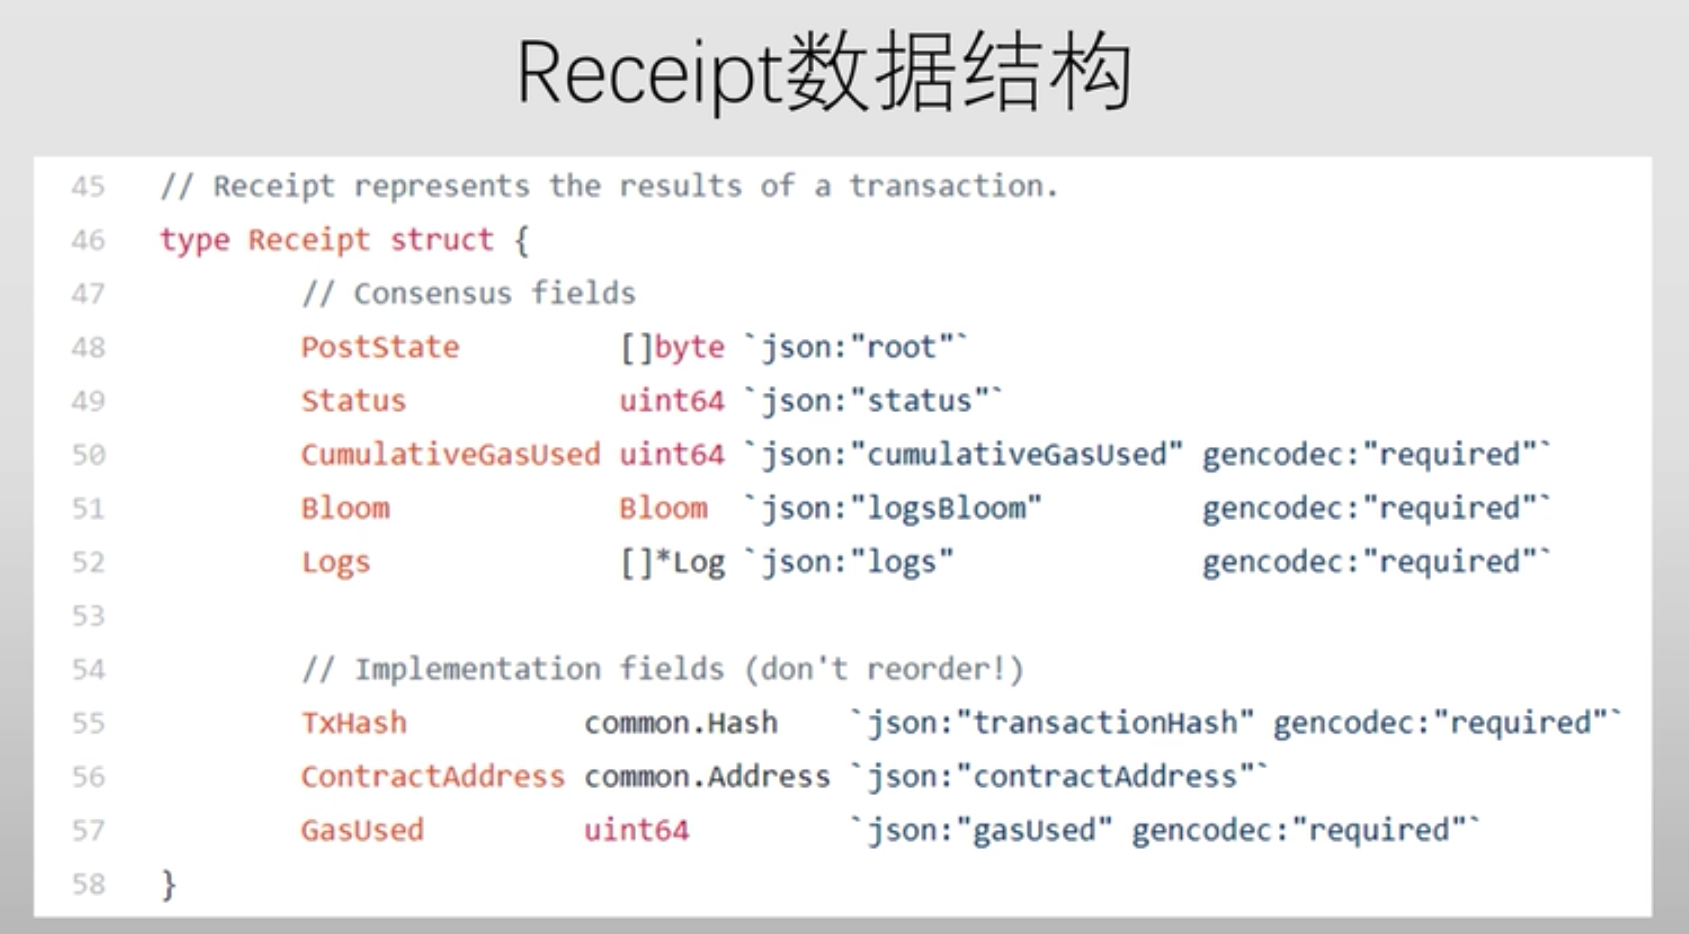 Receipt数据结构
45 // Receipt represents the results of a transaction.
46 type Receipt struct {
47 // Consensus fields
48 PostState []byte `json:"root"`
49 Status uint64 `json:"status"`
50 CumulativeGasUsed uint64 `json:"cumulativeGasUsed" gencodec:"required"`
51 Bloom Bloom `json:"logsBloom" gencodec:"required"`
52 Logs []*Log `json:"logs" gencodec:"required"`
53
54 // Implementation fields (don't reorder!)
55 TxHash common.Hash `json:"transactionHash" gencodec:"required"`
56 ContractAddress common.Address `json:"contractAddress"`
57 GasUsed uint64 `json:"gasUsed" gencodec:"required"`
58 }